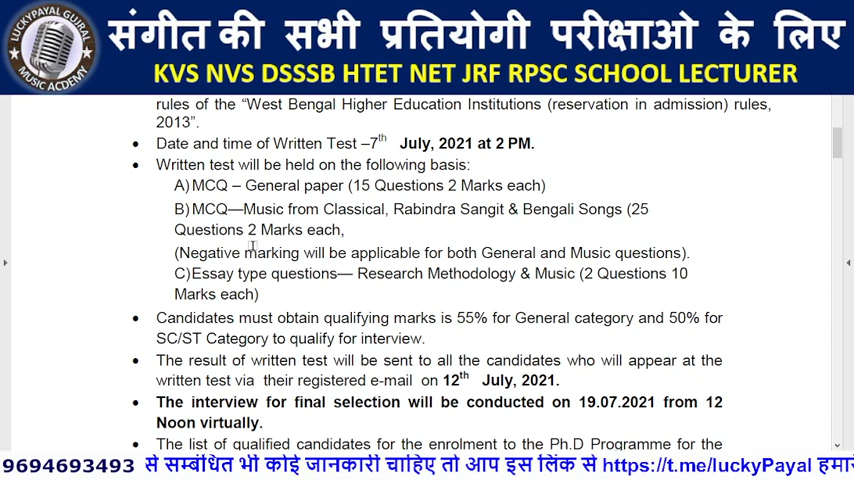 LUCKYPAYAL GUJRAL
MUSIC ACDEMY
संगीत की सभी प्रतियोगी परीक्षाओ के लिए
KVS NVS DSSSB HTET NET JRF RPSC SCHOOL LECTURER
rules of the “West Bengal Higher Education Institutions (reservation in admission) rules,
2013”.
• Date and time of Written Test –7th July, 2021 at 2 PM.
• Written test will be held on the following basis:
A) MCQ – General paper (15 Questions 2 Marks each)
B) MCQ—Music from Classical, Rabindra Sangit & Bengali Songs (25
Questions 2 Marks each,
(Negative marking will be applicable for both General and Music questions).
C)Essay type questions— Research Methodology & Music (2 Questions 10
Marks each)
• Candidates must obtain qualifying marks is 55% for General category and 50% for
SC/ST Category to qualify for interview.
• The result of written test will be sent to all the candidates who will appear at the
written test via their registered e-mail on 12th July, 2021.
• The interview for final selection will be conducted on 19.07.2021 from 12
Noon virtually.
• The list of qualified candidates for the enrolment to the Ph.D Programme for the
9694693493 से सम्बंधित भी कोई जानकारी चाहिए तो आप इस लिंक से https://t.me/luckyPayal हमारे